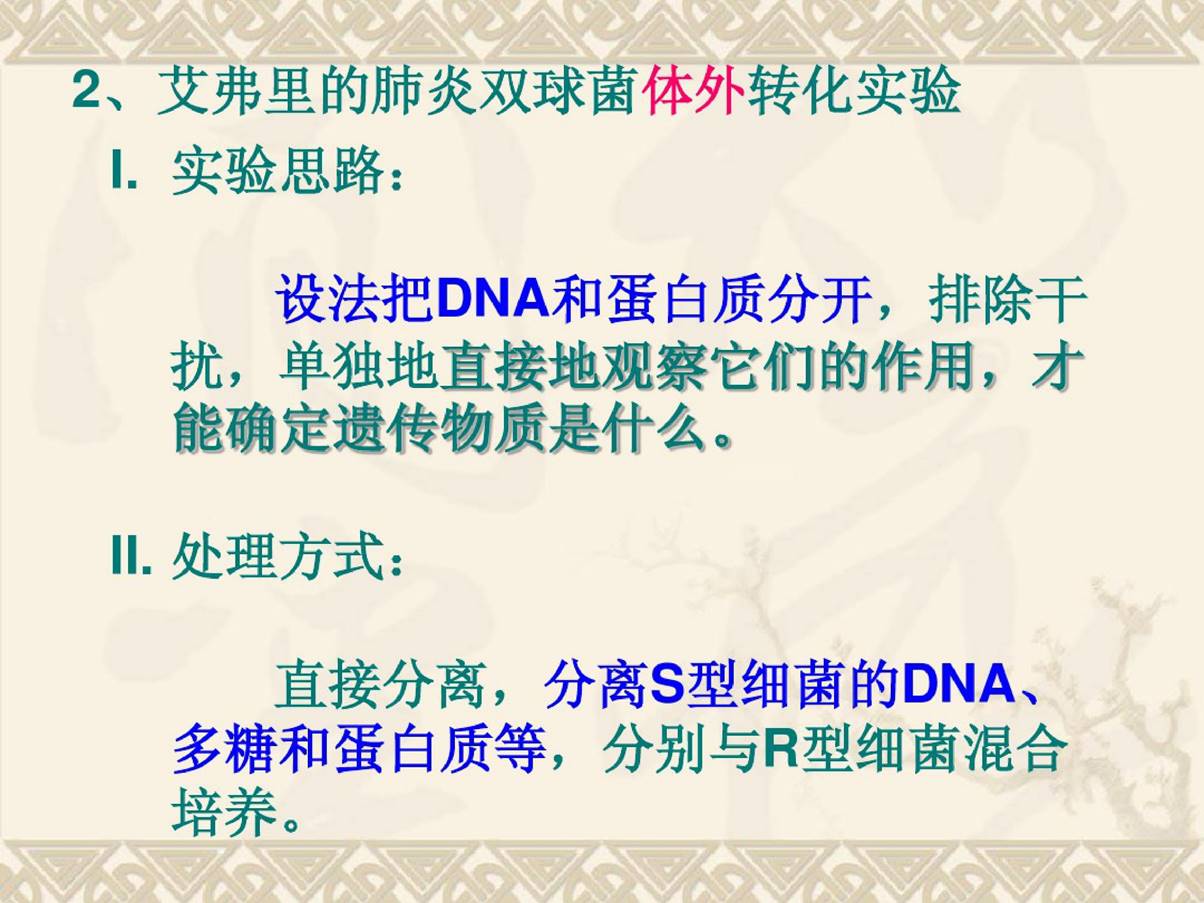 2、艾弗里的肺炎双球菌体外转化实验
I. 实验思路：
设法把DNA和蛋白质分开，排除干
扰，单独地直接地观察它们的作用，才
能确定遗传物质是什么。
II. 处理方式：
直接分离，分离S型细菌的DNA、
多糖和蛋白质等，分别与R型细菌混合
培养。